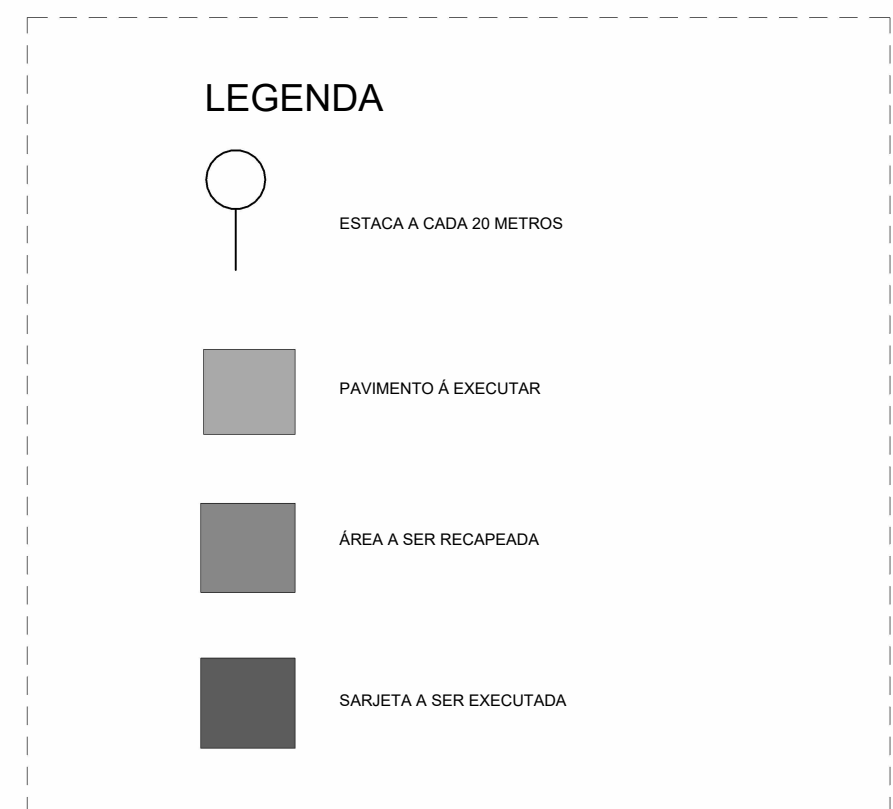 LEGENDA
ESTACA A CADA 20 METROS
PAVIMENTO Á EXECUTAR
ÁREA A SER RECAPEADA
SARJETA A SER EXECUTADA